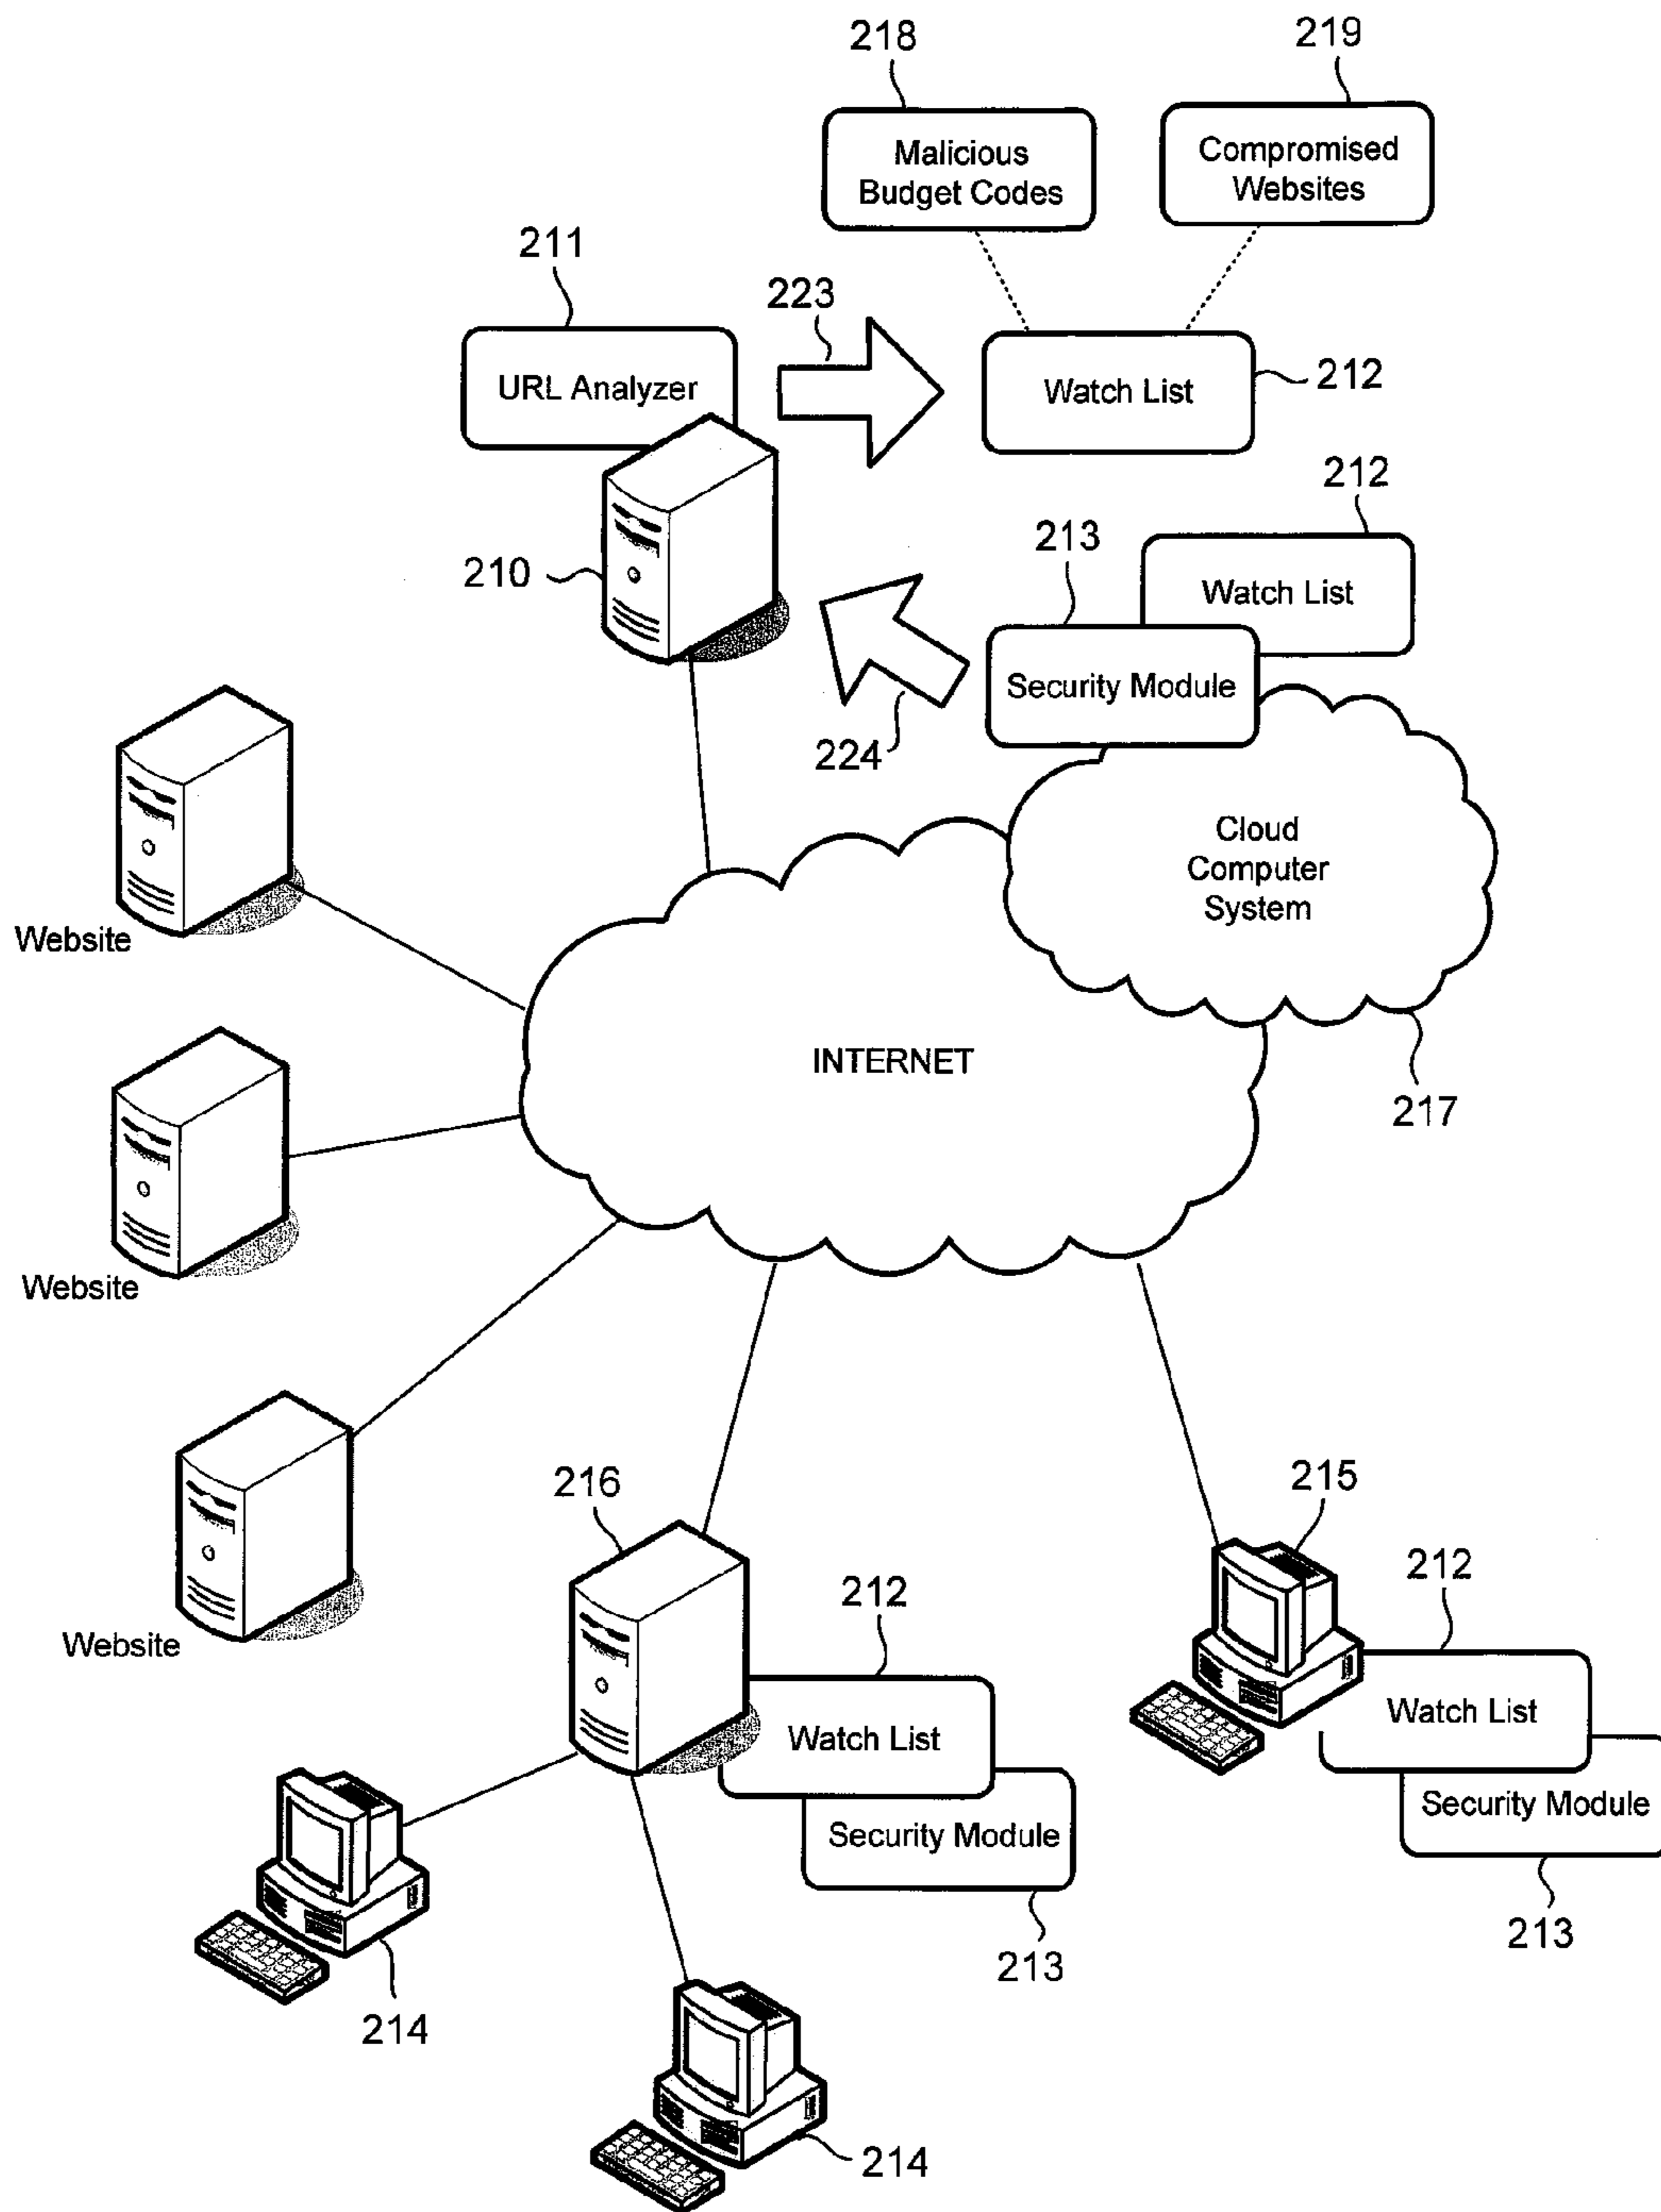 218
219
Malicious
Budget Codes
Compromised
Websites
211
223
URL Analyzer
Watch List
212
212
213
210
Watch List
Security Module
224
Cloud
Computer
System
Website
INTERNET
217
Website
216
215
212
212
Website
Watch List
Watch List
Security Module
Security Module
213
213
214
214